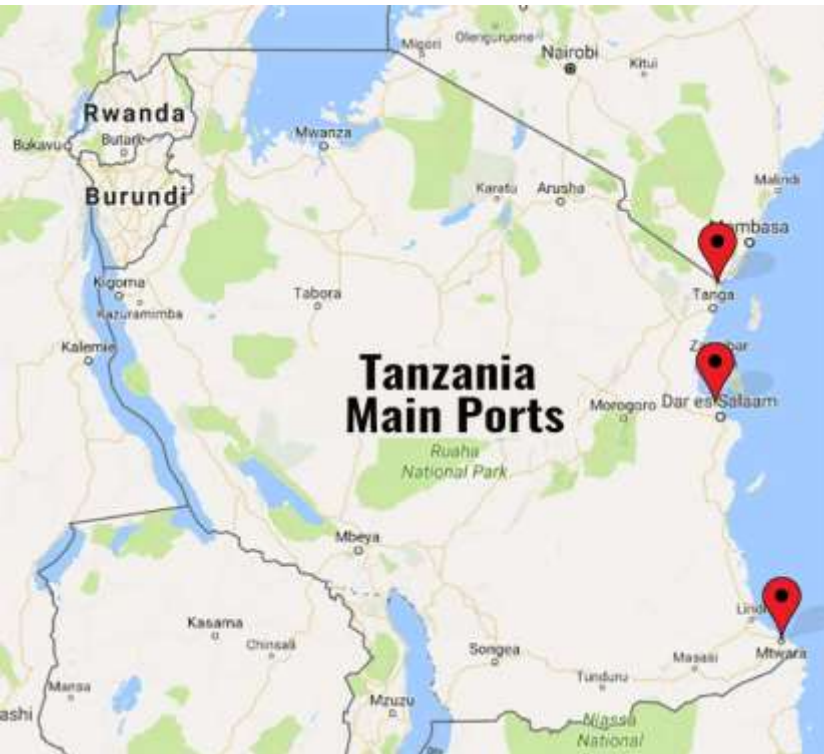 Migori
Olenguruone
Nairobi
Kitui
Rwanda
Bukavu
Butare
Mwanza
Burundi
Karatu
Arusha
Malindi
Mombasa
Kigoma
Kazuramimba
Tabora
Tanga
Kalemie
Tanzania
Main Ports
Morogoro
Dar es Salaam
Ruaha
National Park
Mbeya
Kasama
Chinsali
Songea
Masasi
Mtwara
Tunduru
Mansa
Mzuzu
ashi
Niassa
National